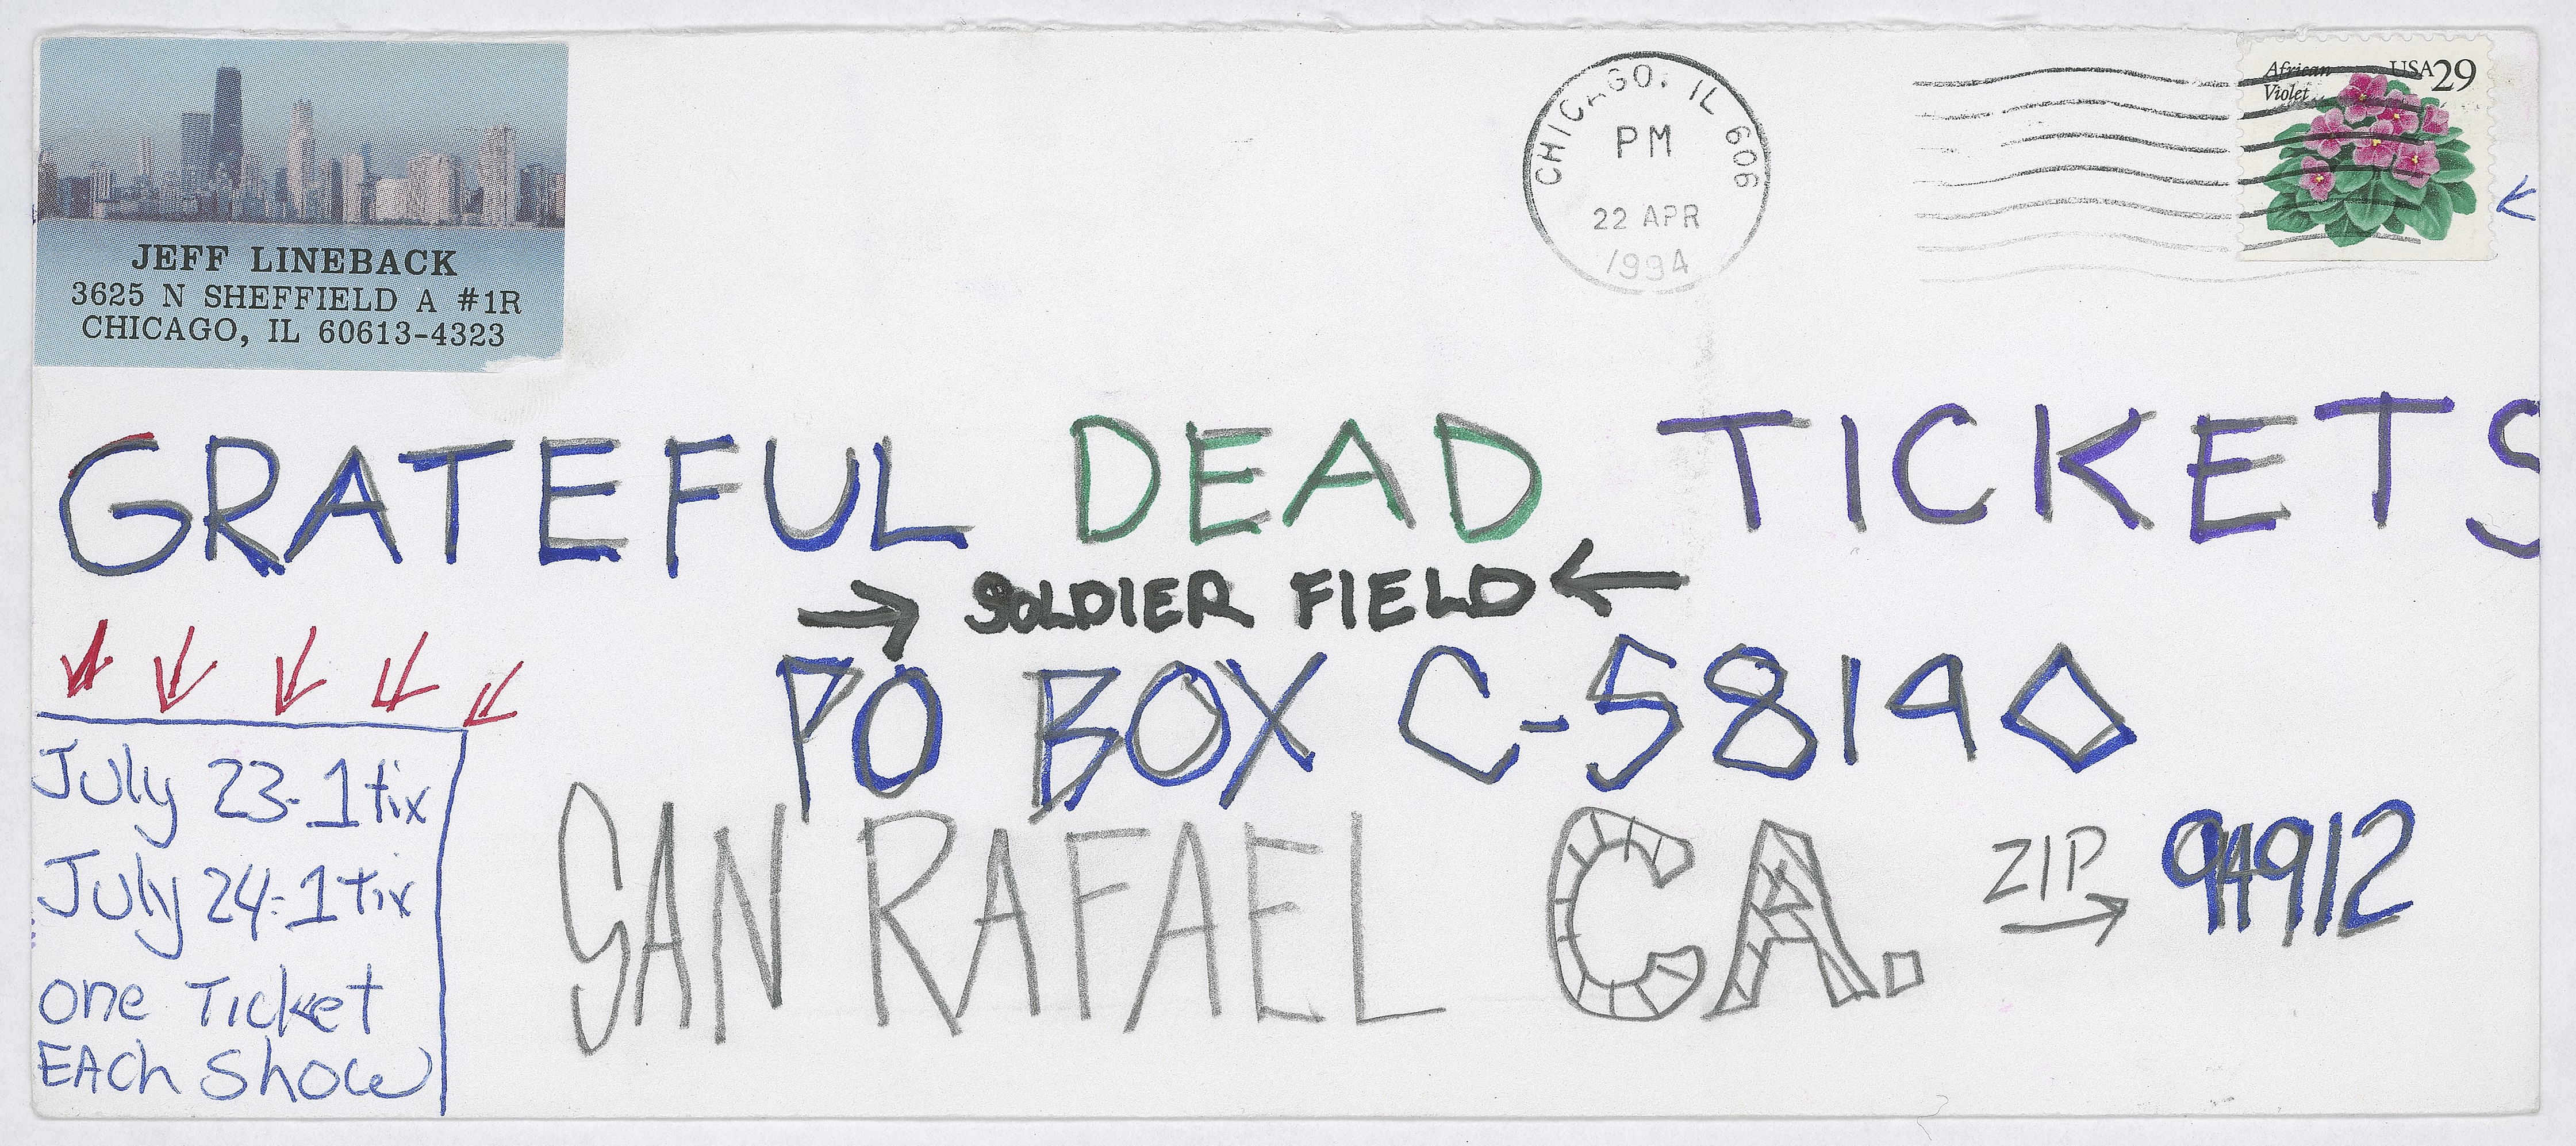 JEFF LINEBACK
3625 N SHEFFIELD A #1R
CHICAGO, IL 60613-4323
CHICAGO, IL 606
PM
22 APR
1994
African
Violet
USA 29
GRATEFUL DEAD TICKETS
→ SOLDIER FIELD ←
PO BOX C-58190
SAN RAFAEL CA. ZIP → 94912
July 23-1 tix
July 24-1 tix
one Ticket
EACh Show